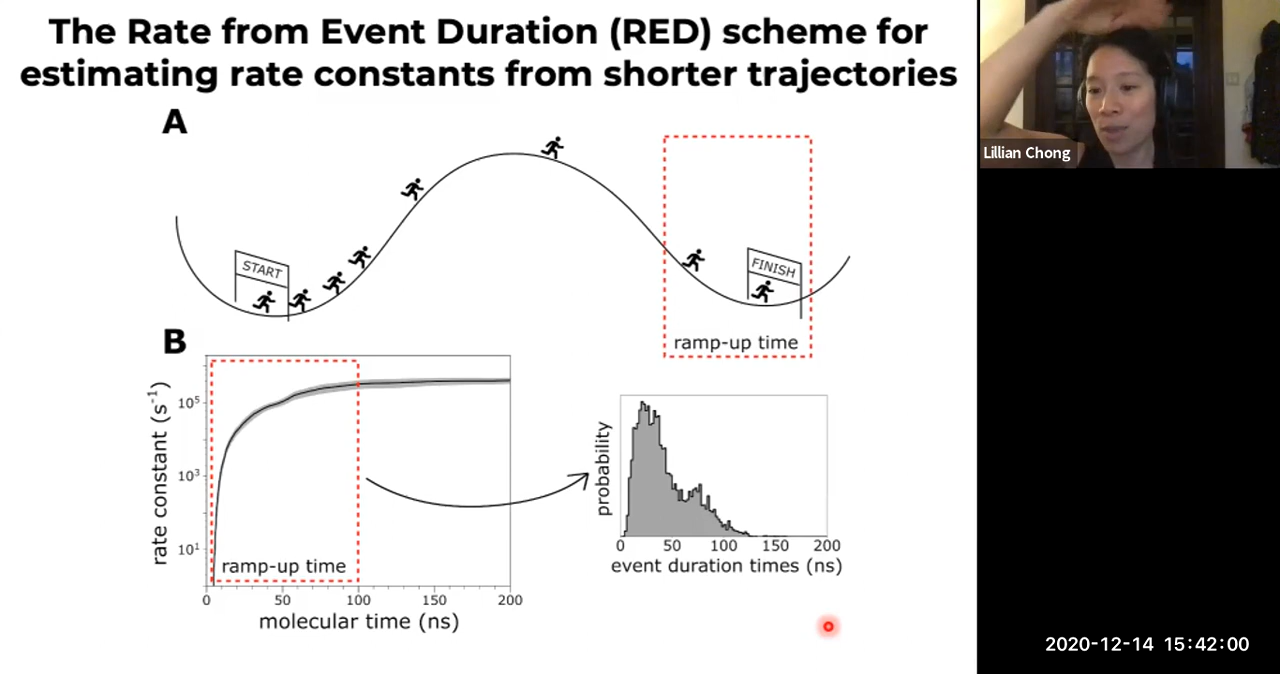 The Rate from Event Duration (RED) scheme for
estimating rate constants from shorter trajectories
A
START
FINISH
ramp-up time
B
rate constant (s⁻¹)
10⁵
10³
10¹
ramp-up time
0 50 100 150 200
molecular time (ns)
probability
0 50 100 150 200
event duration times (ns)
Lillian Chong
2020-12-14 15:42:00